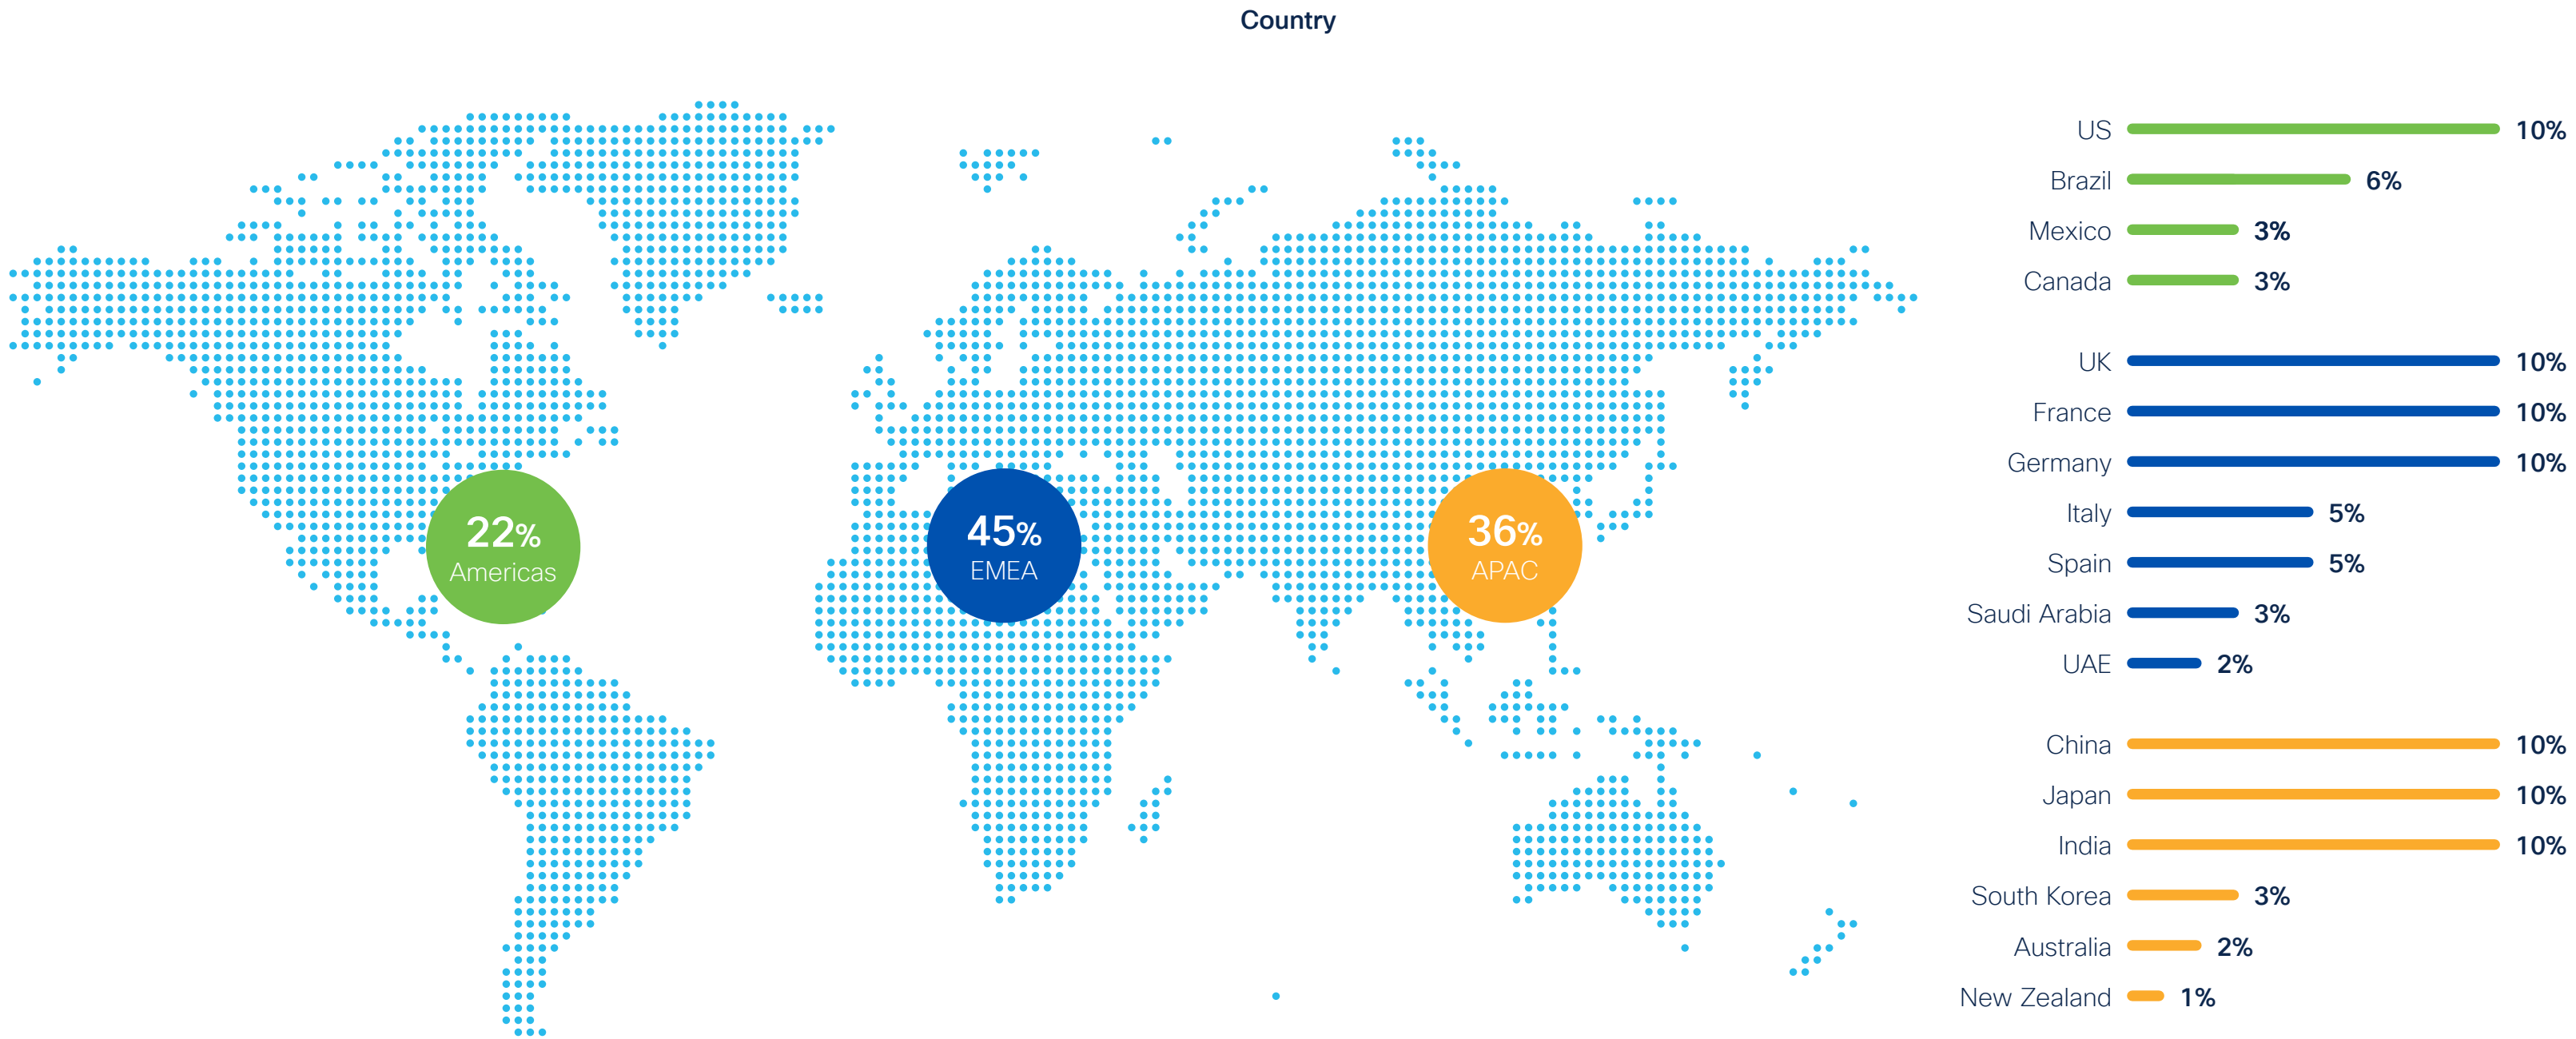 Country
22%
Americas
45%
EMEA
36%
APAC
US 10%
Brazil 6%
Mexico 3%
Canada 3%
UK 10%
France 10%
Germany 10%
Italy 5%
Spain 5%
Saudi Arabia 3%
UAE 2%
China 10%
Japan 10%
India 10%
South Korea 3%
Australia 2%
New Zealand 1%